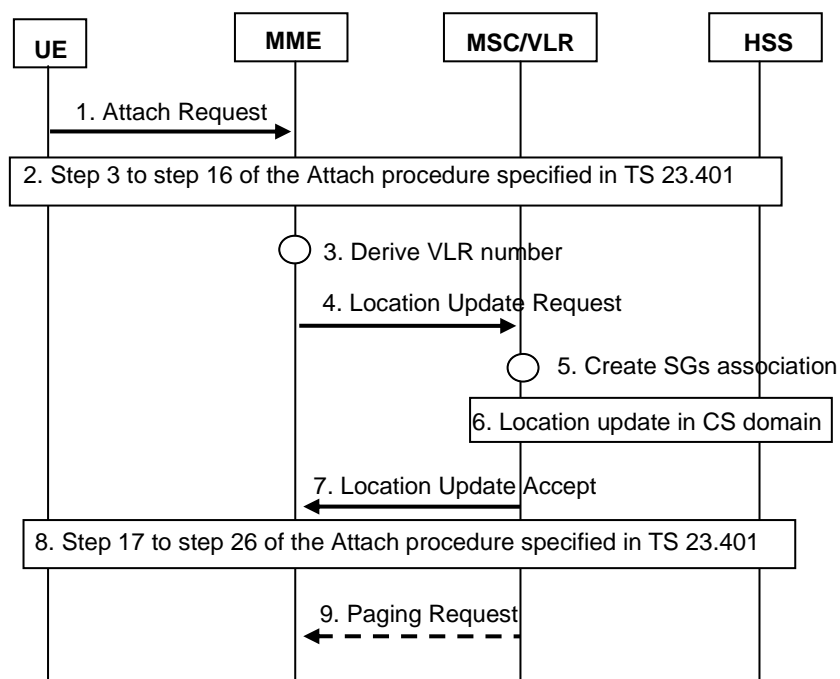 UE
MME
MSC/VLR
HSS
1. Attach Request
2. Step 3 to step 16 of the Attach procedure specified in TS 23.401
3. Derive VLR number
4. Location Update Request
5. Create SGs association
6. Location update in CS domain
7. Location Update Accept
8. Step 17 to step 26 of the Attach procedure specified in TS 23.401
9. Paging Request